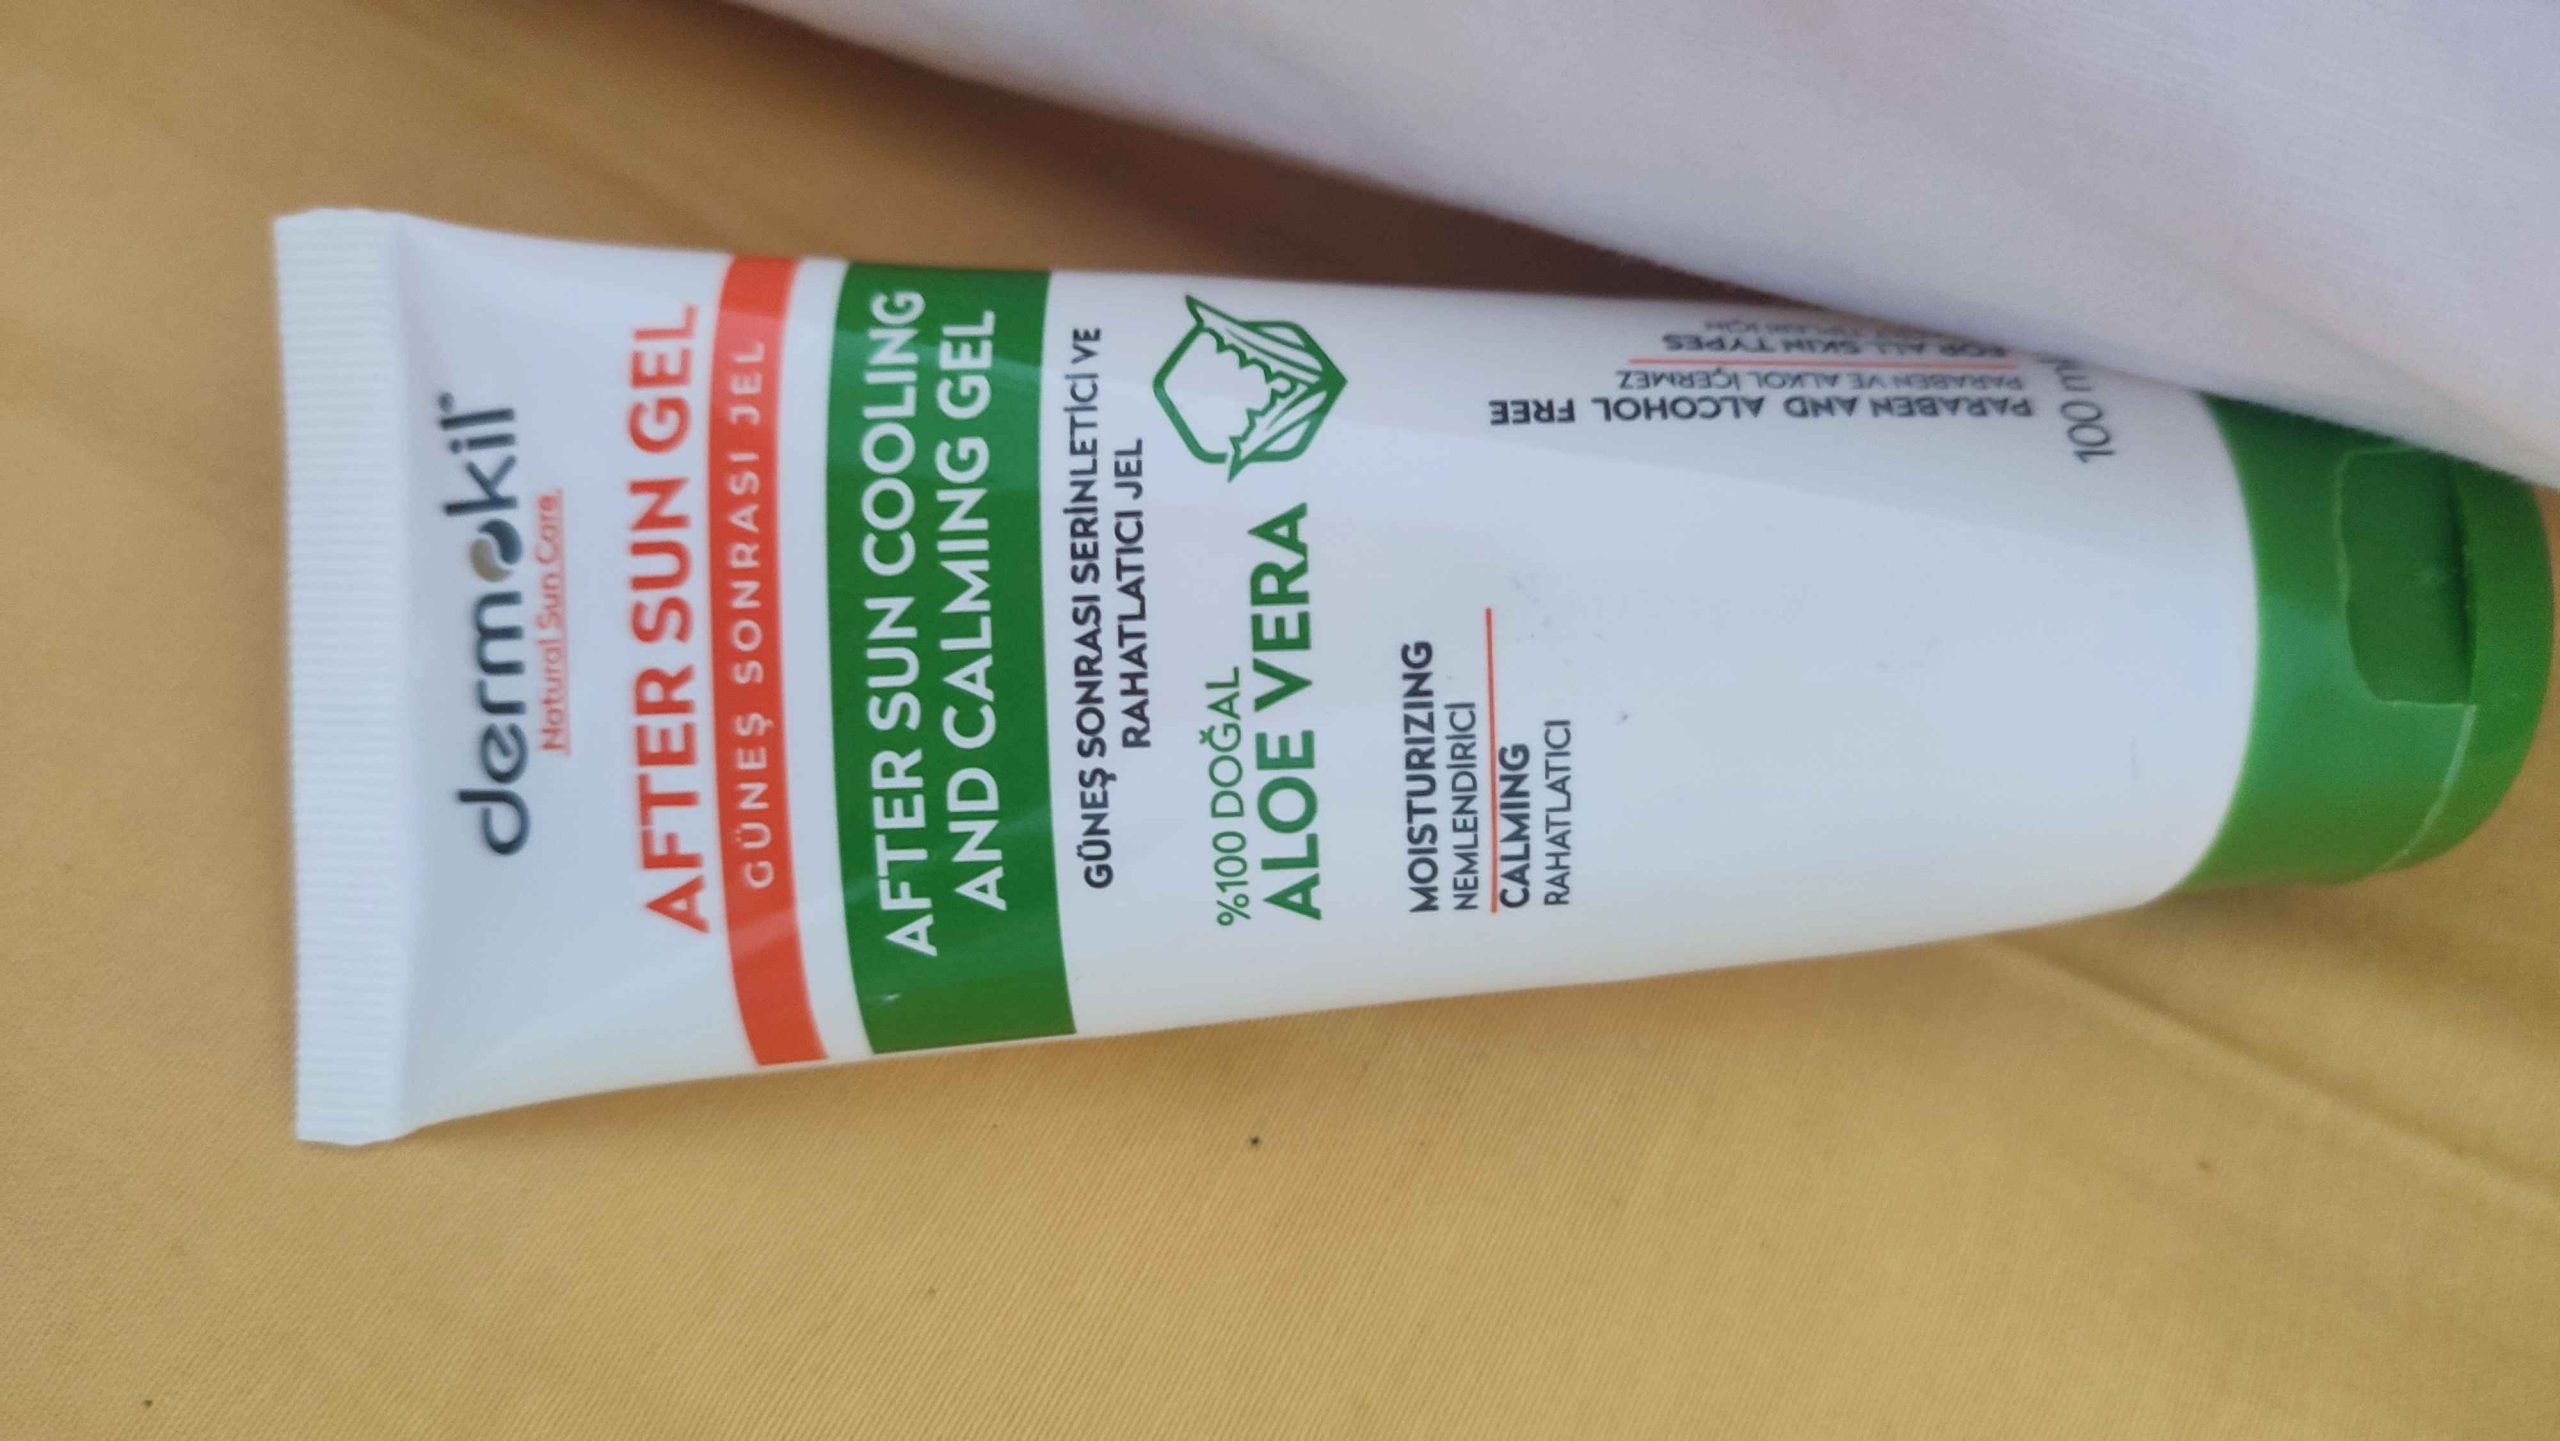 dermokil
Natural Sun Care
AFTER SUN GEL
GÜNEŞ SONRASI JEL
AFTER SUN COOLING
AND CALMING GEL
GÜNEŞ SONRASI SERİNLETİCİ VE
RAHATLATICI JEL
%100 DOĞAL
ALOE VERA
MOISTURIZING
NEMLENDİRİCİ
CALMING
RAHATLATICI
PARABEN AND ALCOHOL FREE
PARABEN VE ALKOL İÇERMEZ
FOR ALL SKIN TYPES
100 m